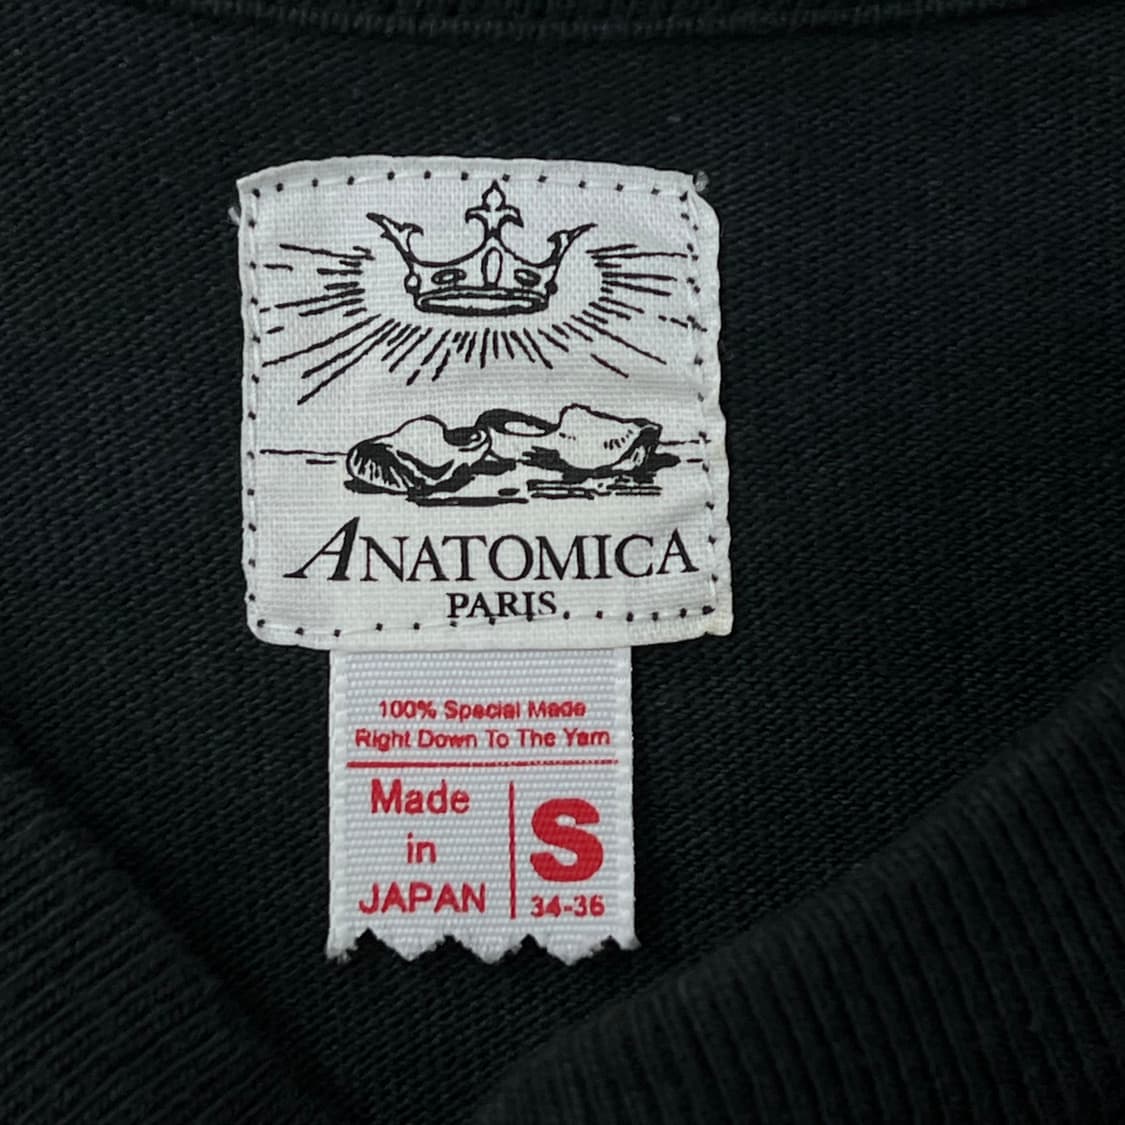 ANATOMICA
PARIS.
100% Special Made
Right Down To The Yarn
Made
in
JAPAN
S
34-36